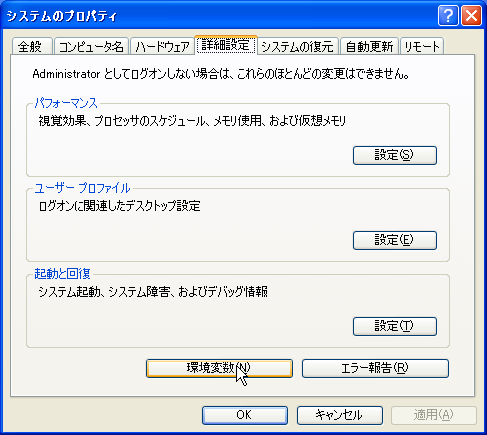 システムのプロパティ
全般 コンピュータ名 ハードウェア 詳細設定 システムの復元 自動更新 リモート
Administrator としてログオンしない場合は、これらのほとんどの変更はできません。
パフォーマンス
視覚効果、プロセッサのスケジュール、メモリ使用、および仮想メモリ
設定(S)
ユーザー プロファイル
ログオンに関連したデスクトップ設定
設定(E)
起動と回復
システム起動、システム障害、およびデバッグ情報
設定(T)
環境変数(N) エラー報告(R)
OK キャンセル 適用(A)